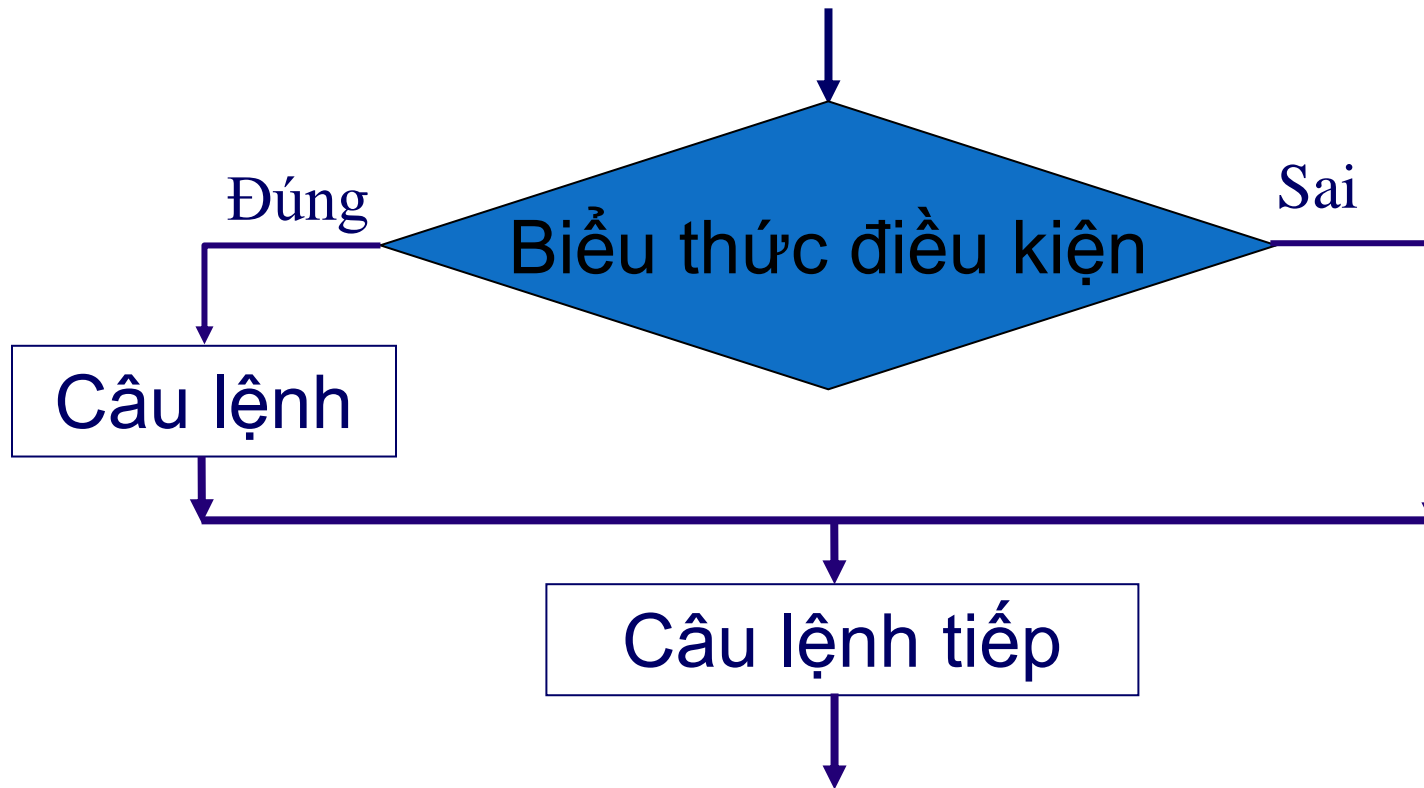 Đúng
Sai
Biểu thức điều kiện
Câu lệnh
Câu lệnh tiếp